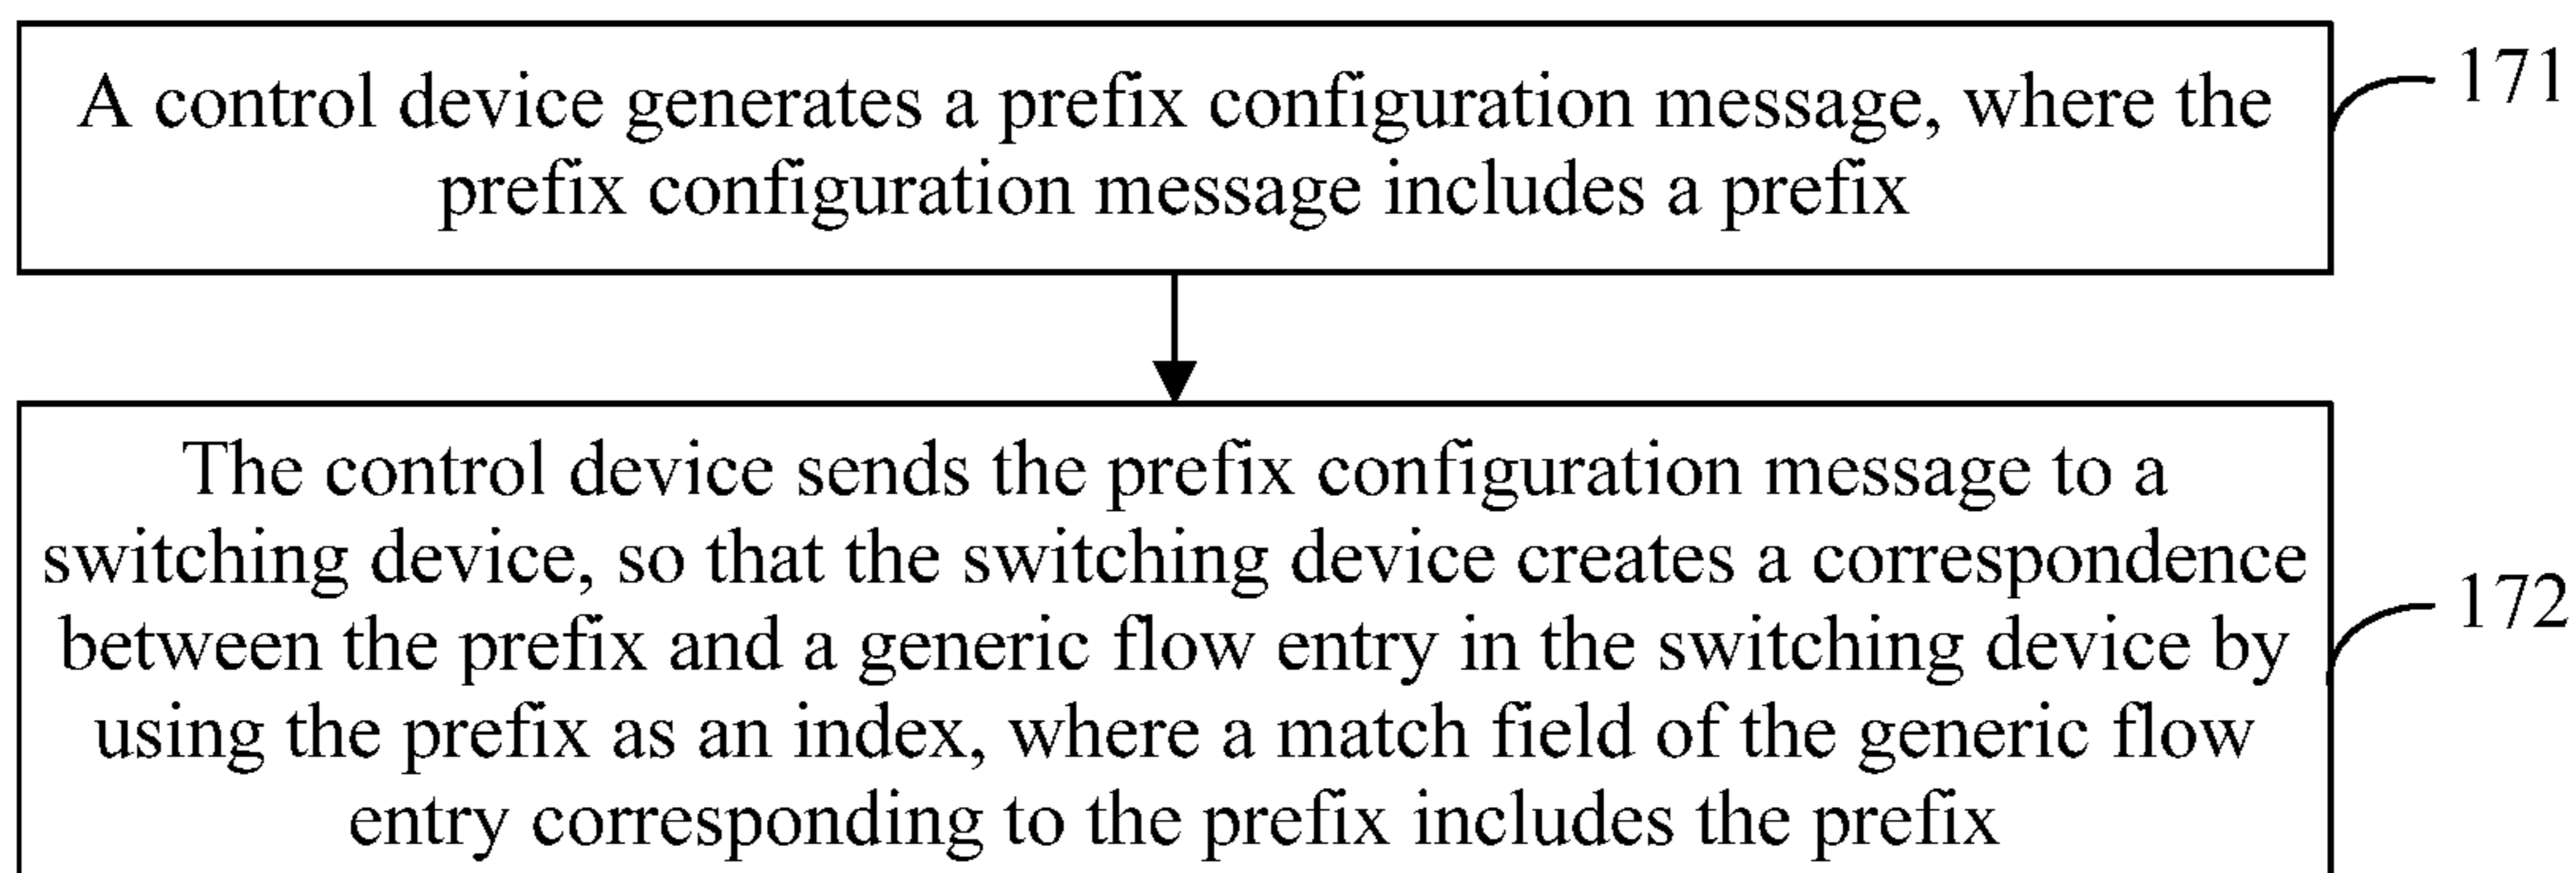 A control device generates a prefix configuration message, where the
prefix configuration message includes a prefix
171
The control device sends the prefix configuration message to a
switching device, so that the switching device creates a correspondence
between the prefix and a generic flow entry in the switching device by
using the prefix as an index, where a match field of the generic flow
entry corresponding to the prefix includes the prefix
172